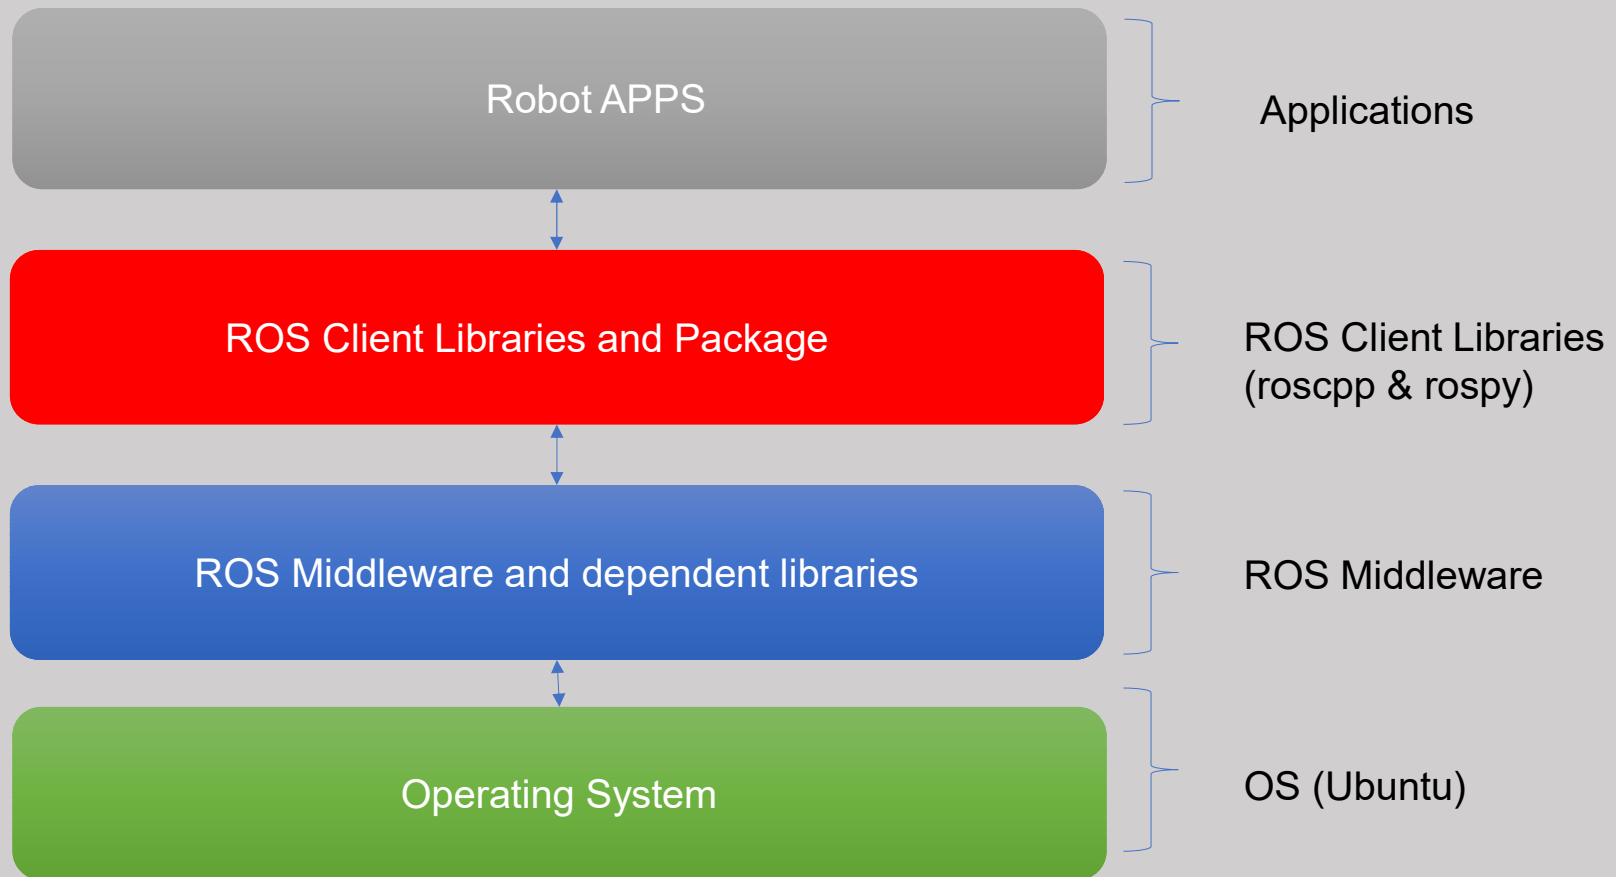 Robot APPS
Applications
ROS Client Libraries and Package
ROS Client Libraries
(roscpp & rospy)
ROS Middleware and dependent libraries
ROS Middleware
Operating System
OS (Ubuntu)